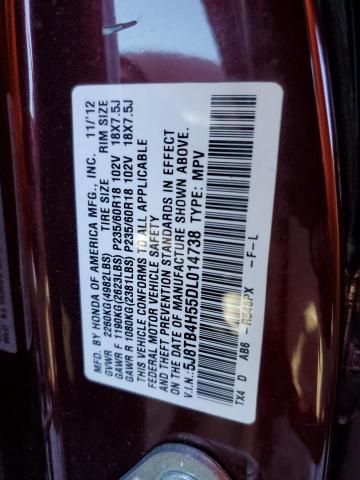 MFD. BY HONDA OF AMERICA MFG., INC. 11/'12
GVWR 2260KG(4982LBS) TIRE SIZE RIM SIZE
GAWR F 1190KG(2623LBS) P235/60R18 102V 18X7.5J
GAWR R 1080KG(2381LBS) P235/60R18 102V 18X7.5J
THIS VEHICLE CONFORMS TO ALL APPLICABLE
FEDERAL MOTOR VEHICLE SAFETY
AND THEFT PREVENTION STANDARDS IN EFFECT
ON THE DATE OF MANUFACTURE SHOWN ABOVE.
V.I.N.: 5J8TB4H55DL014738 TYPE: MPV
TX4 D AB6 - R543PX - F - L